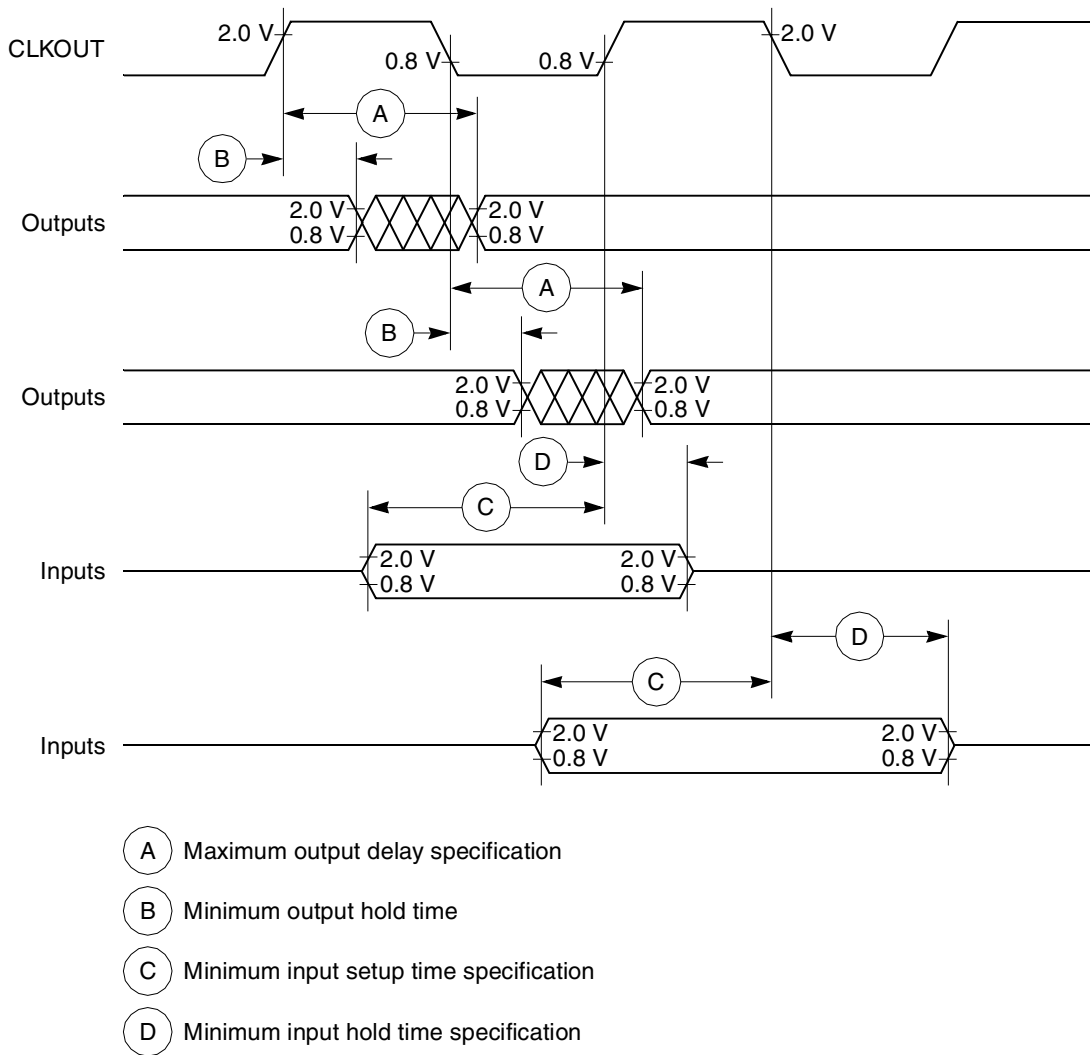 CLKOUT
2.0 V
0.8 V
0.8 V
2.0 V
A
B
Outputs
2.0 V
0.8 V
2.0 V
0.8 V
A
B
Outputs
2.0 V
0.8 V
2.0 V
0.8 V
D
C
Inputs
2.0 V
0.8 V
2.0 V
0.8 V
D
C
Inputs
2.0 V
0.8 V
2.0 V
0.8 V
A Maximum output delay specification
B Minimum output hold time
C Minimum input setup time specification
D Minimum input hold time specification